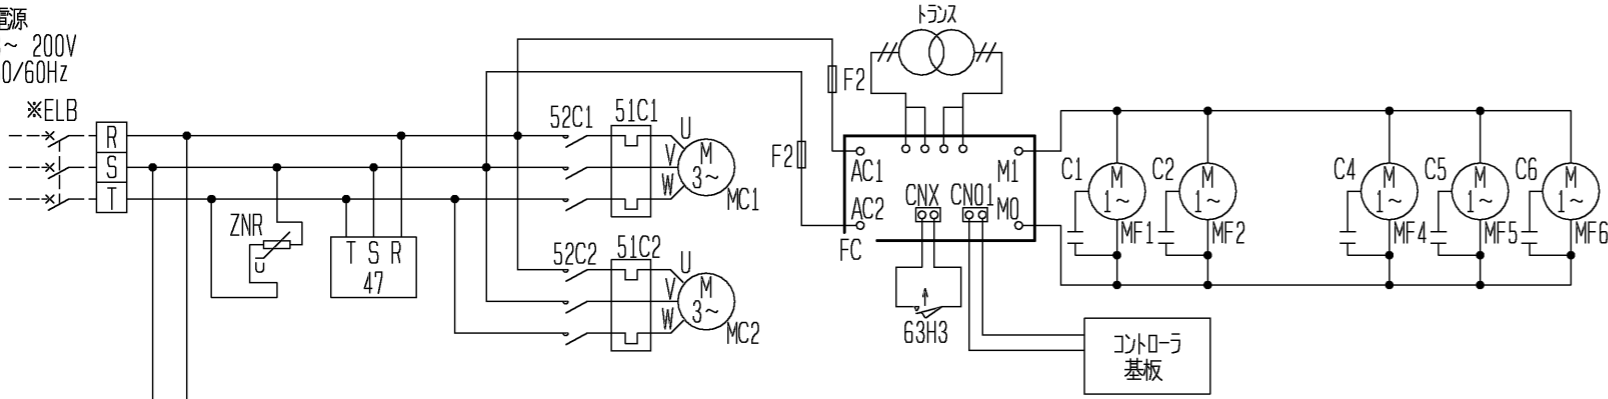 電源
~ 200V
0/60Hz
※ELB
R
S
T
ZNR
U
T S R
47
52C1
51C1
U
V
W
M
3~
MC1
52C2
51C2
U
V
W
M
3~
MC2
F2
F2
トランス
AC1
AC2
FC
CNX
CNO1
M1
M0
63H3
コントローラ
基板
C1
M
1~
MF1
C2
M
1~
MF2
C4
M
1~
MF4
C5
M
1~
MF5
C6
M
1~
MF6